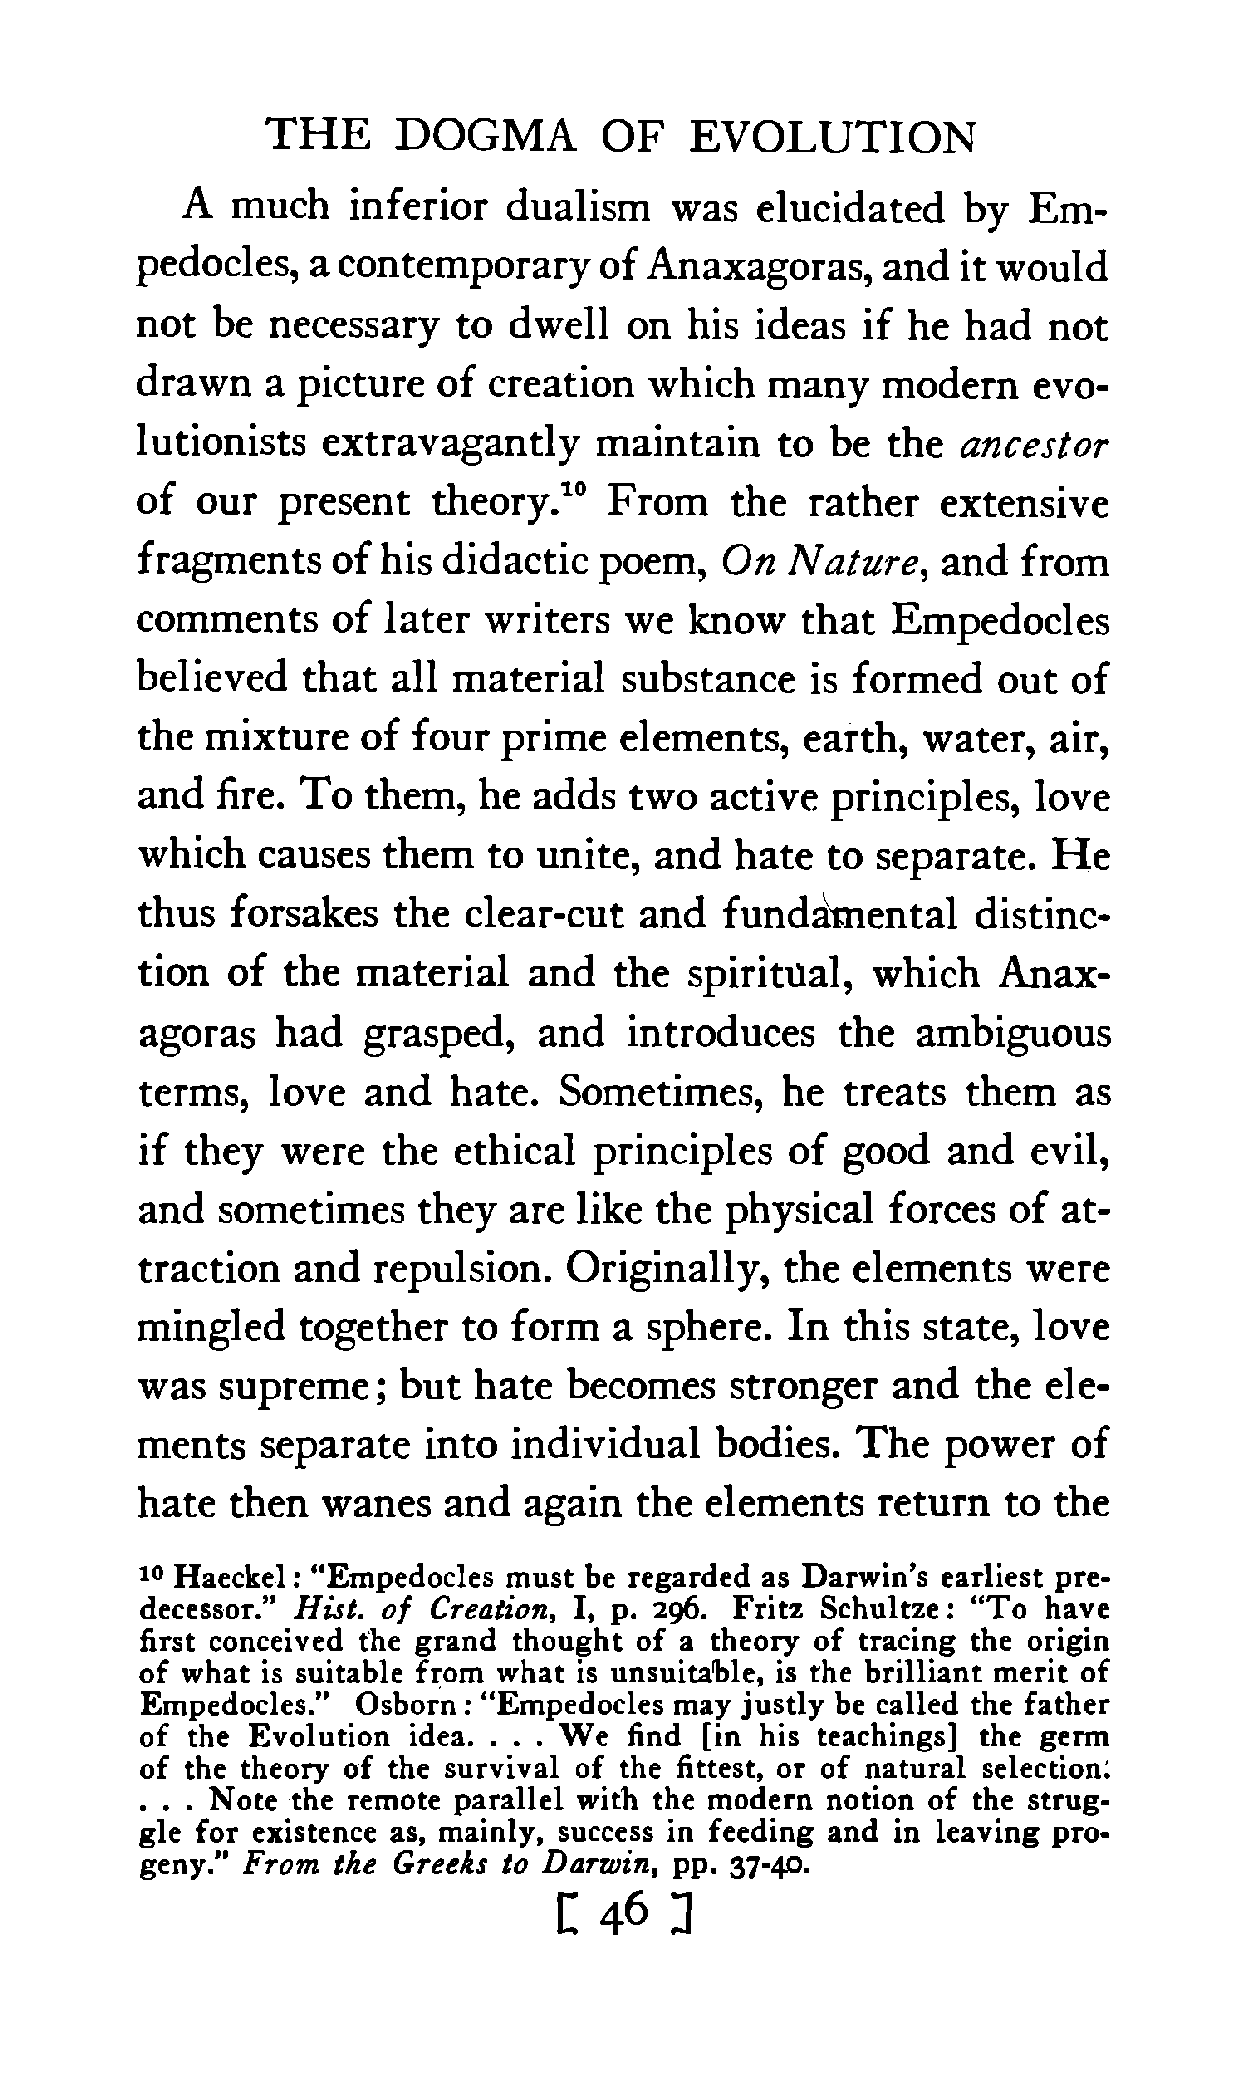 THE DOGMA OF EVOLUTION
A much inferior dualism was elucidated by Em-
pedocles, a contemporary of Anaxagoras, and it would
not be necessary to dwell on his ideas if he had not
drawn a picture of creation which many modern evo-
lutionists extravagantly maintain to be the ancestor
of our present theory.¹⁰ From the rather extensive
fragments of his didactic poem, On Nature, and from
comments of later writers we know that Empedocles
believed that all material substance is formed out of
the mixture of four prime elements, earth, water, air,
and fire. To them, he adds two active principles, love
which causes them to unite, and hate to separate. He
thus forsakes the clear-cut and fundamental distinc-
tion of the material and the spiritual, which Anax-
agoras had grasped, and introduces the ambiguous
terms, love and hate. Sometimes, he treats them as
if they were the ethical principles of good and evil,
and sometimes they are like the physical forces of at-
traction and repulsion. Originally, the elements were
mingled together to form a sphere. In this state, love
was supreme; but hate becomes stronger and the ele-
ments separate into individual bodies. The power of
hate then wanes and again the elements return to the
¹⁰ Haeckel: "Empedocles must be regarded as Darwin's earliest pre-
decessor." Hist. of Creation, I, p. 296. Fritz Schultze: "To have
first conceived the grand thought of a theory of tracing the origin
of what is suitable from what is unsuitable, is the brilliant merit of
Empedocles." Osborn: "Empedocles may justly be called the father
of the Evolution idea. . . . We find [in his teachings] the germ
of the theory of the survival of the fittest, or of natural selection.
. . . Note the remote parallel with the modern notion of the strug-
gle for existence as, mainly, success in feeding and in leaving pro-
geny." From the Greeks to Darwin, pp. 37-40.
[ 46 ]